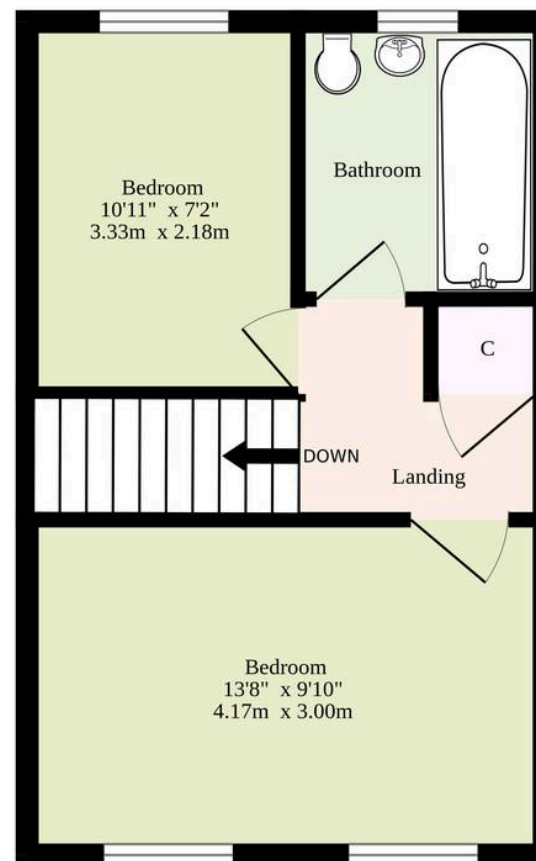 Bedroom
10'11" x 7'2"
3.33m x 2.18m
Bathroom
C
DOWN
Landing
Bedroom
13'8" x 9'10"
4.17m x 3.00m